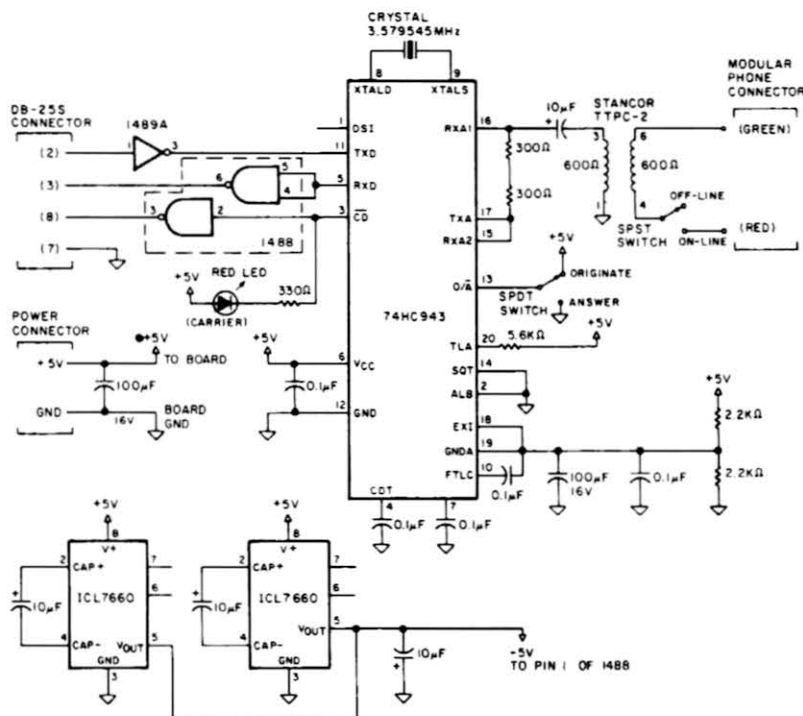 CRYSTAL
3.579545MHz
8
9
XTALD
XTALS
MODULAR
PHONE
CONNECTOR
DB-25S
CONNECTOR
1489A
1
DSI
16
RXA1
10μF
+
STANCOR
TTPC-2
(GREEN)
(2)
3
11
TXD
300Ω
3
6
600Ω
600Ω
(3)
6
5
4
5
RXD
300Ω
1
4
OFF-LINE
(8)
3
2
3
CD
TXA
17
RXA2
15
SPST
SWITCH
ON-LINE
(RED)
(7)
1488
+5V
+5V
RED LED
330Ω
(CARRIER)
O/A
13
ORIGINATE
SPDT
SWITCH
ANSWER
74HC943
POWER
CONNECTOR
+5V
+5V
+5V
TO BOARD
+5V
6
VCC
TLA
20
5.6KΩ
SQT
14
100μF
0.1μF
ALB
2
GND
16V
BOARD
GND
12
GND
EXI
18
+5V
2.2KΩ
GNDA
19
FTLC
10
0.1μF
100μF
16V
0.1μF
2.2KΩ
CDT
4
7
0.1μF
0.1μF
+5V
+5V
8
V+
8
V+
2
CAP+
7
2
CAP+
7
ICL7660
6
ICL7660
6
+
10μF
+
10μF
4
CAP-
VOUT
5
4
CAP-
VOUT
5
GND
3
GND
3
10μF
+
-5V
TO PIN 1 OF 1488